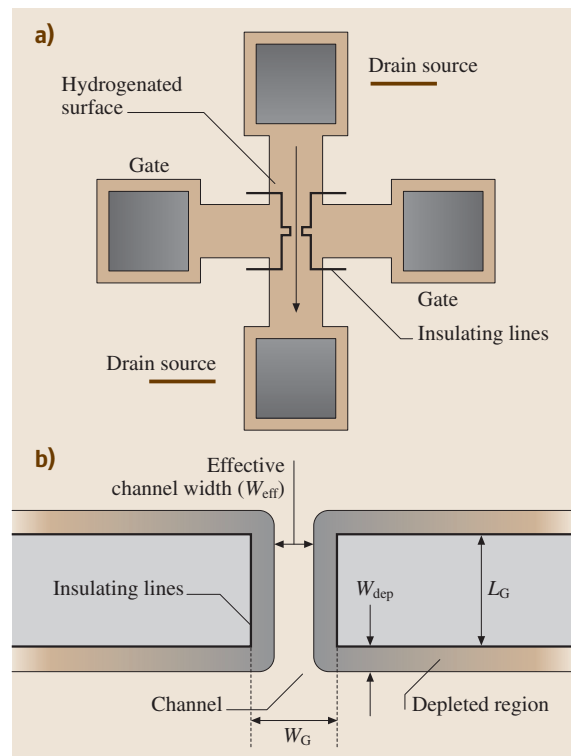 a)
Drain source
Hydrogenated
surface
Gate
Gate
Insulating lines
Drain source
b)
Effective
channel width (Weff)
Insulating lines
Wdep
LG
Channel
WG
Depleted region